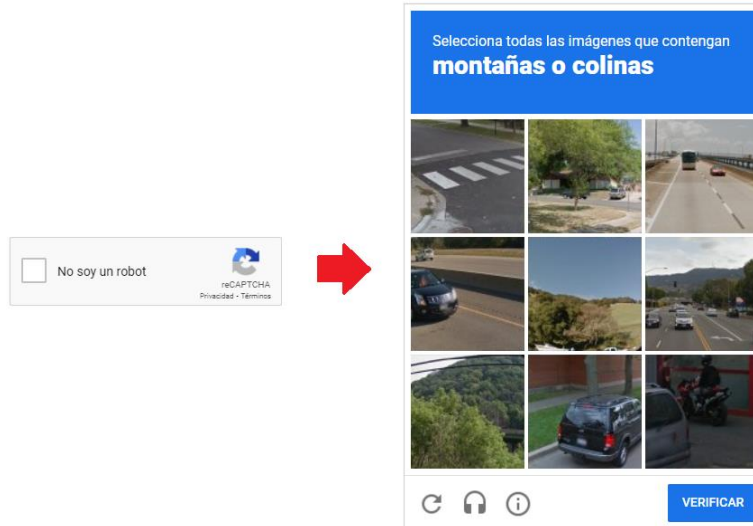 No soy un robot
reCAPTCHA
Privacidad - Términos
Selecciona todas las imágenes que contengan
montañas o colinas
VERIFICAR